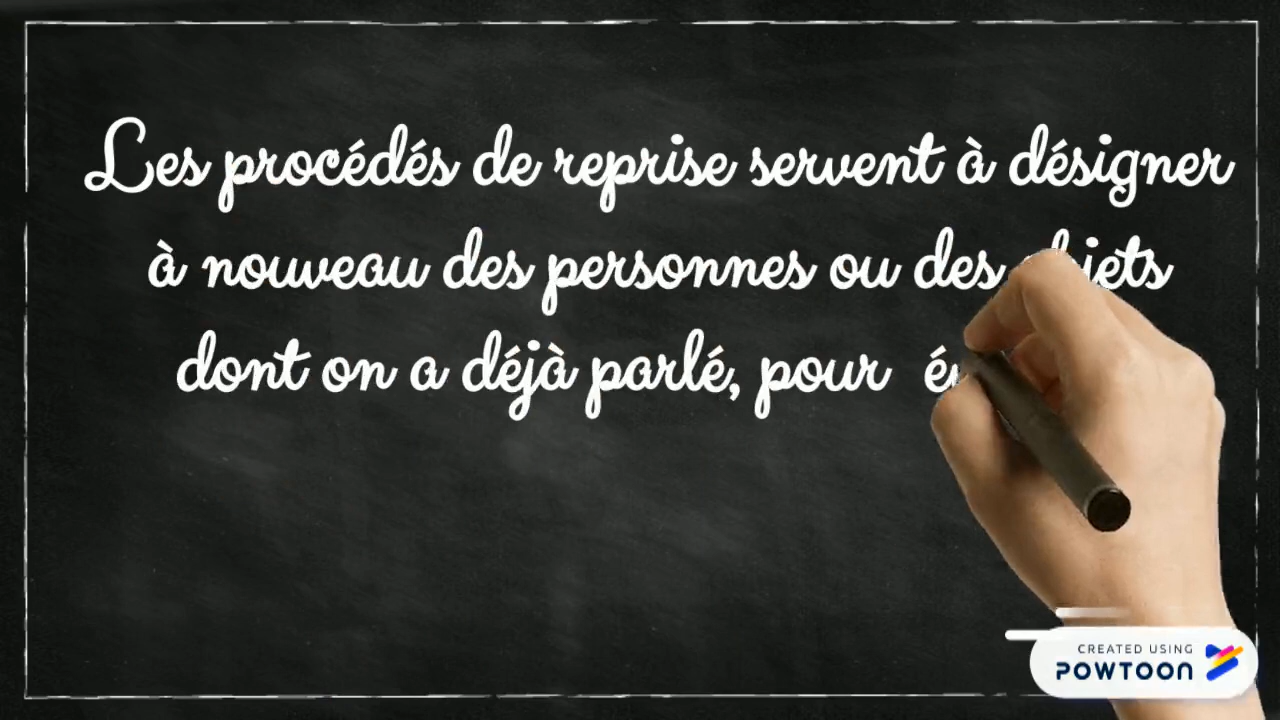 Les procédés de reprise servent à désigner
à nouveau des personnes ou des
dont on a déjà parlé, pour
CREATED USING
POWTOON